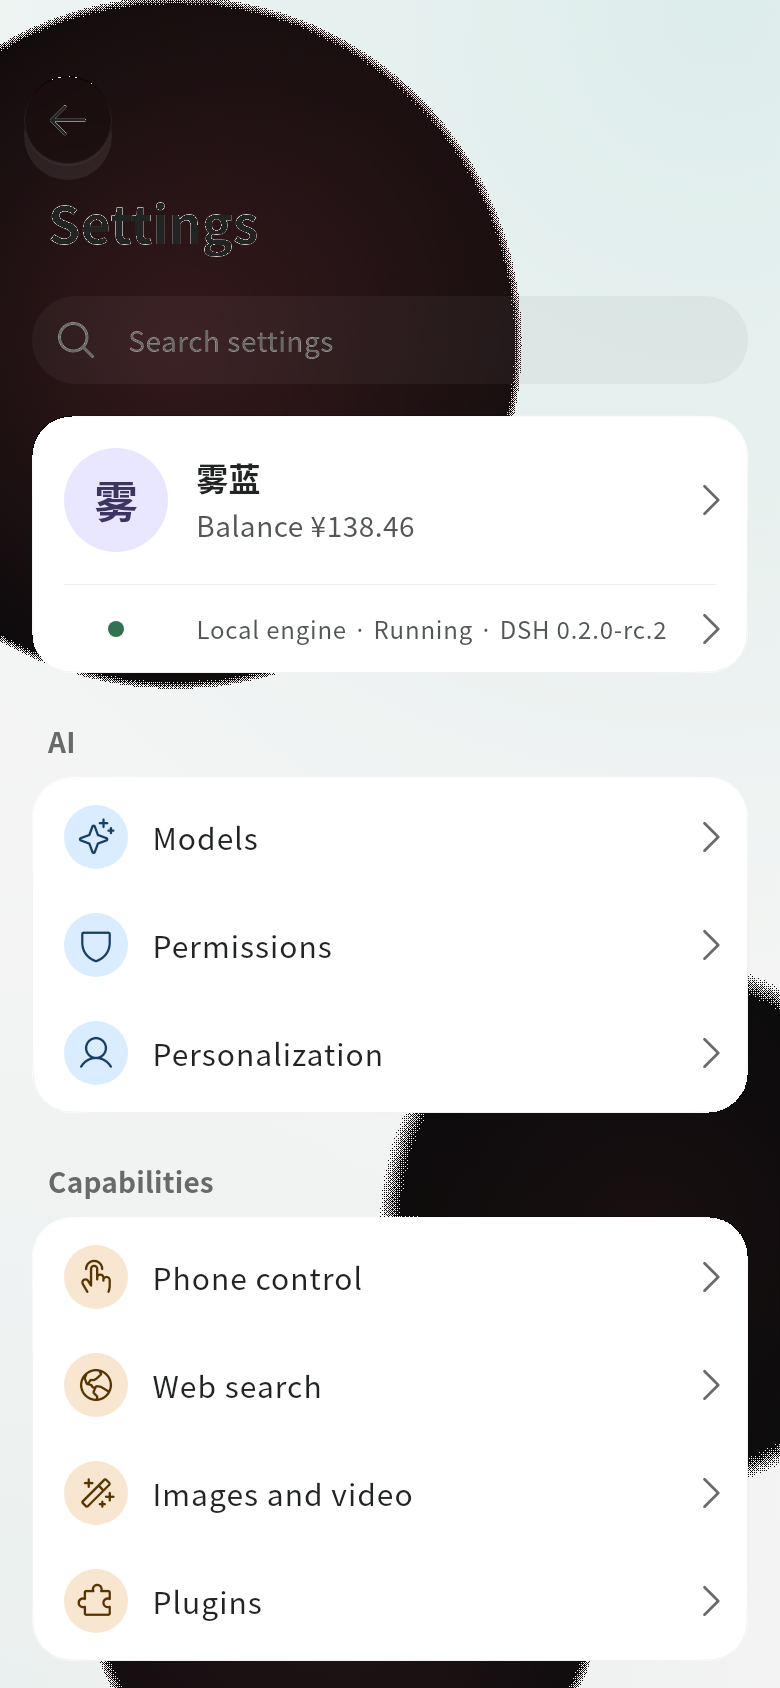 Settings
Search settings
雾
雾蓝
Balance ¥138.46
Local engine · Running · DSH 0.2.0-rc.2
AI
Models
Permissions
Personalization
Capabilities
Phone control
Web search
Images and video
Plugins